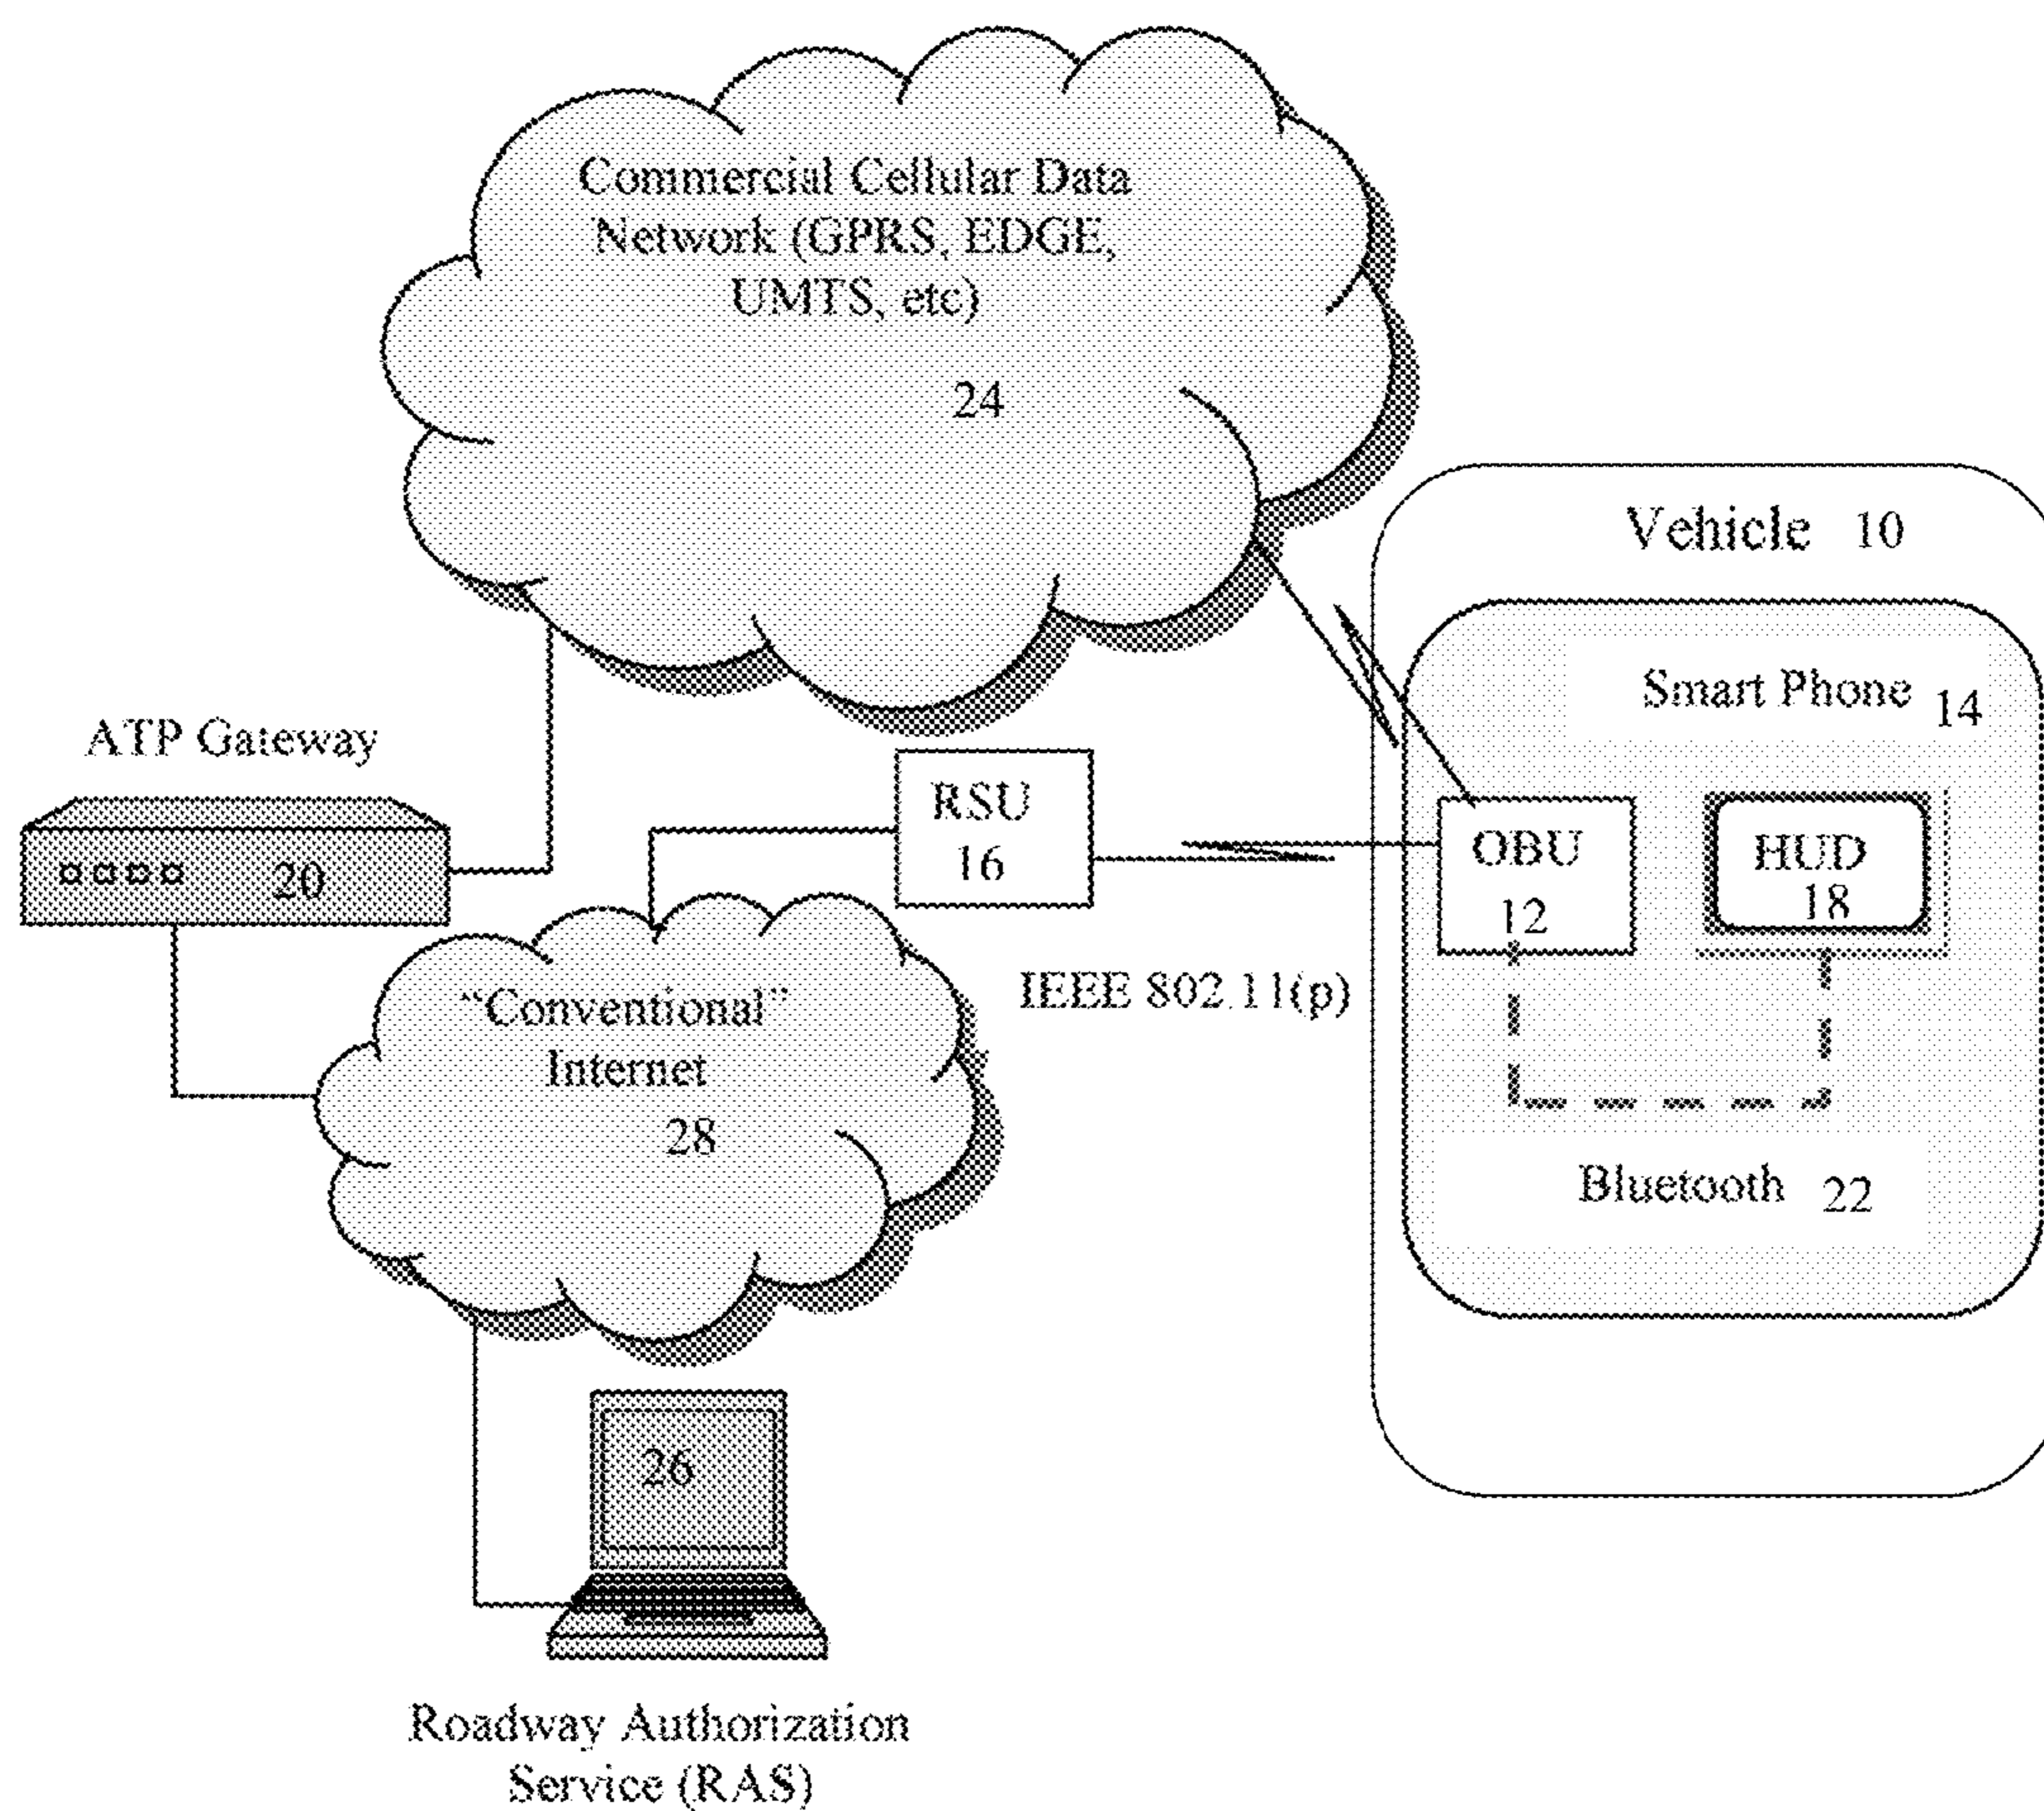 Commercial Cellular Data
Network (GPRS, EDGE,
UMTS, etc)
24
Vehicle 10
Smart Phone 14
ATP Gateway
20
RSU
16
OBU
12
HUD
18
IEEE 802.11(p)
"Conventional"
Internet
28
Bluetooth 22
26
Roadway Authorization
Service (RAS)